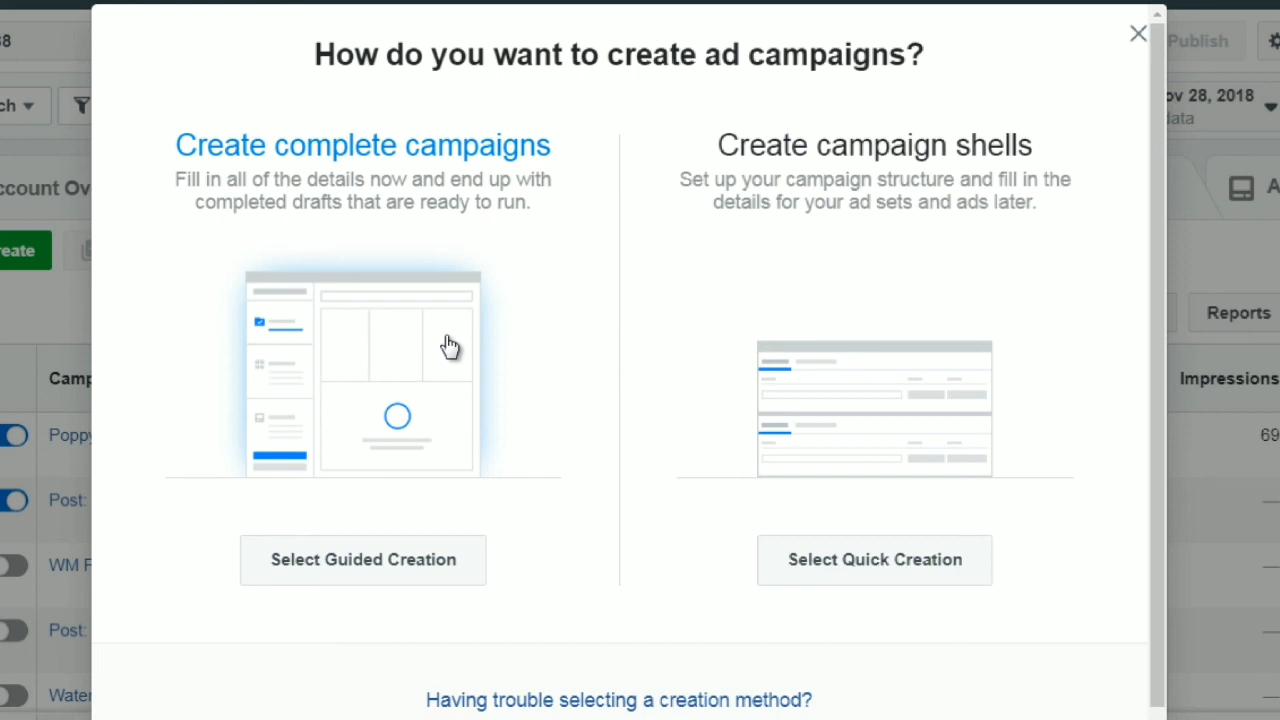 How do you want to create ad campaigns?
Create complete campaigns
Fill in all of the details now and end up with
completed drafts that are ready to run.
Select Guided Creation
Create campaign shells
Set up your campaign structure and fill in the
details for your ad sets and ads later.
Select Quick Creation
Having trouble selecting a creation method?
8
ch
ccount Ov
reate
Camp
Poppy
Post:
WM F
Post:
Water
Publish
ov 28, 2018
data
A
Reports
Impressions
69